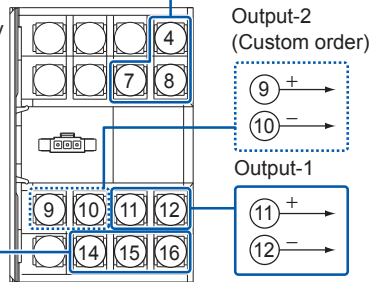 y
Output-2
(Custom order)
4
7 8
9 +
10 −
Output-1
9 10 11 12
11 +
12 −
14 15 16